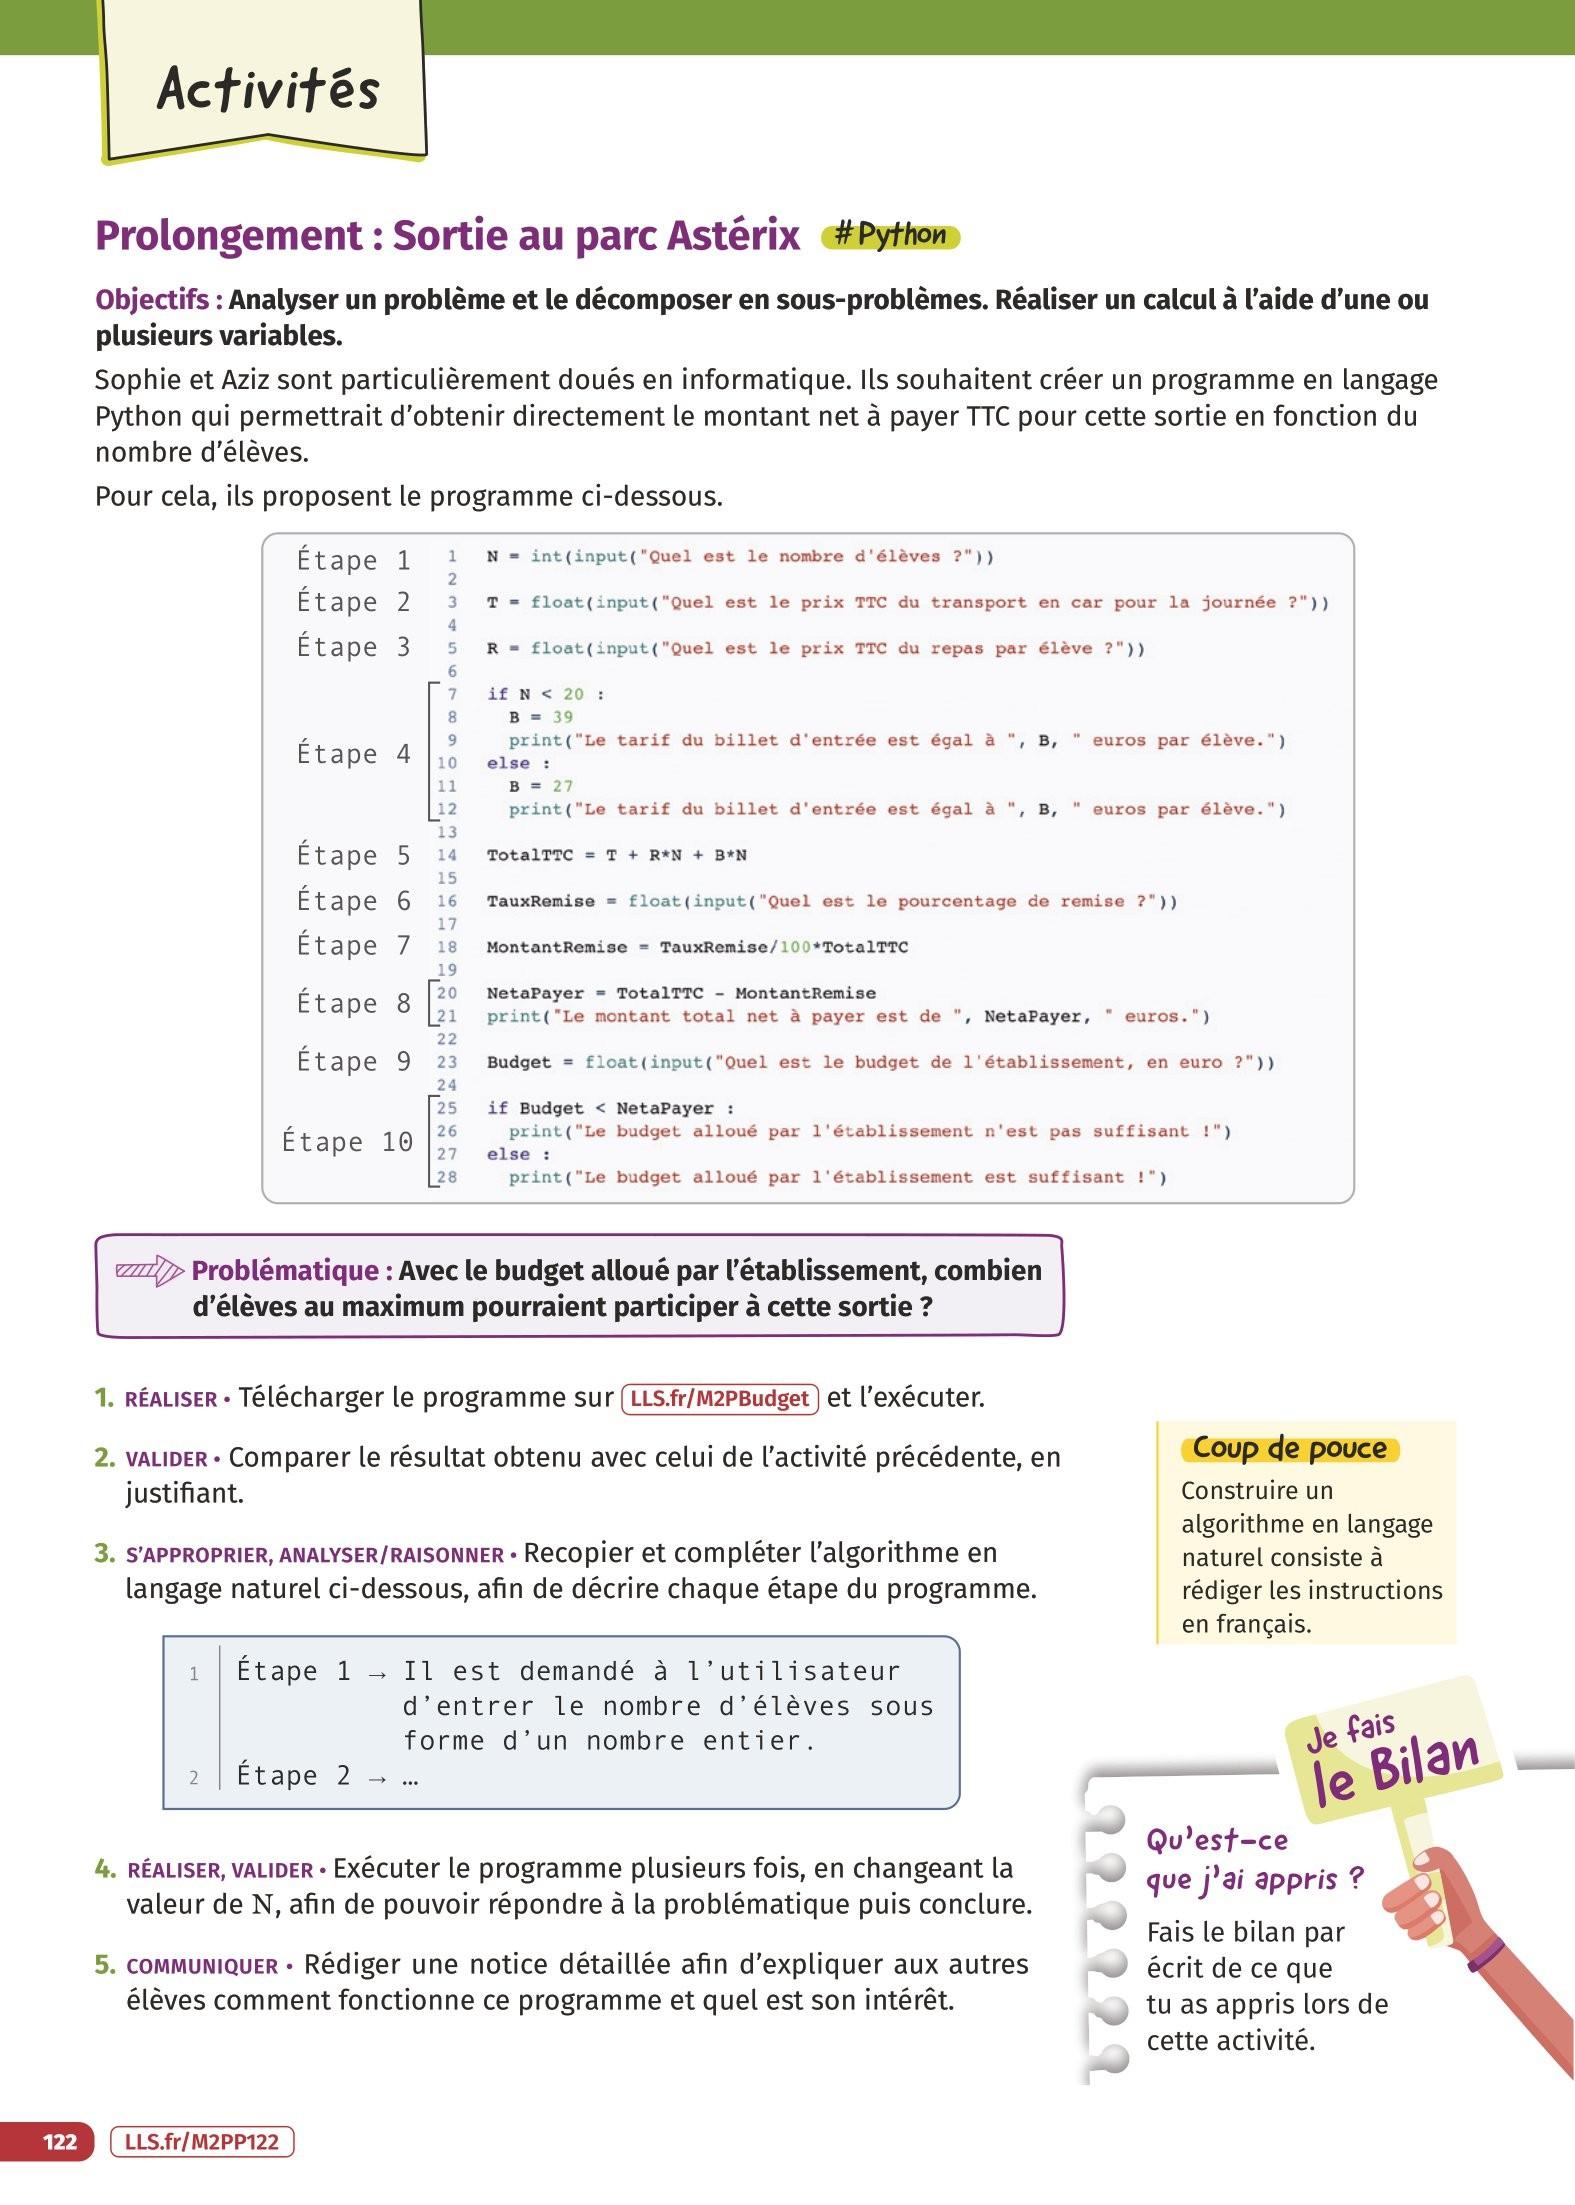 Activités
Prolongement : Sortie au parc Astérix #Python
Objectifs : Analyser un problème et le décomposer en sous-problèmes. Réaliser un calcul à l’aide d’une ou
plusieurs variables.
Sophie et Aziz sont particulièrement doués en informatique. Ils souhaitent créer un programme en langage
Python qui permettrait d’obtenir directement le montant net à payer TTC pour cette sortie en fonction du
nombre d’élèves.
Pour cela, ils proposent le programme ci-dessous.
Étape 1 1 N = int(input("Quel est le nombre d'élèves ?"))
2
Étape 2 3 T = float(input("Quel est le prix TTC du transport en car pour la journée ?"))
4
Étape 3 5 R = float(input("Quel est le prix TTC du repas par élève ?"))
6
7 if N < 20 :
8 B = 39
9 print("Le tarif du billet d'entrée est égal à ", B, " euros par élève.")
Étape 4 10 else :
11 B = 27
12 print("Le tarif du billet d'entrée est égal à ", B, " euros par élève.")
13
Étape 5 14 TotalTTC = T + R*N + B*N
15
Étape 6 16 TauxRemise = float(input("Quel est le pourcentage de remise ?"))
17
Étape 7 18 MontantRemise = TauxRemise/100*TotalTTC
19
Étape 8 20 NetaPayer = TotalTTC - MontantRemise
21 print("Le montant total net à payer est de ", NetaPayer, " euros.")
22
Étape 9 23 Budget = float(input("Quel est le budget de l'établissement, en euro ?"))
24
25 if Budget < NetaPayer :
Étape 10 26 print("Le budget alloué par l'établissement n'est pas suffisant !")
27 else :
28 print("Le budget alloué par l'établissement est suffisant !")
Problématique : Avec le budget alloué par l’établissement, combien
d’élèves au maximum pourraient participer à cette sortie ?
1. RÉALISER • Télécharger le programme sur LLS.fr/M2PBudget et l’exécuter.
2. VALIDER • Comparer le résultat obtenu avec celui de l’activité précédente, en
justifiant.
3. S’APPROPRIER, ANALYSER/RAISONNER • Recopier et compléter l’algorithme en
langage naturel ci-dessous, afin de décrire chaque étape du programme.
Coup de pouce
Construire un
algorithme en langage
naturel consiste à
rédiger les instructions
en français.
1 Étape 1 → Il est demandé à l’utilisateur
d’entrer le nombre d’élèves sous
forme d’un nombre entier.
2 Étape 2 → …
4. RÉALISER, VALIDER • Exécuter le programme plusieurs fois, en changeant la
valeur de N, afin de pouvoir répondre à la problématique puis conclure.
5. COMMUNIQUER • Rédiger une notice détaillée afin d’expliquer aux autres
élèves comment fonctionne ce programme et quel est son intérêt.
Je fais
le Bilan
Qu’est-ce
que j’ai appris ?
Fais le bilan par
écrit de ce que
tu as appris lors de
cette activité.
122 LLS.fr/M2PP122